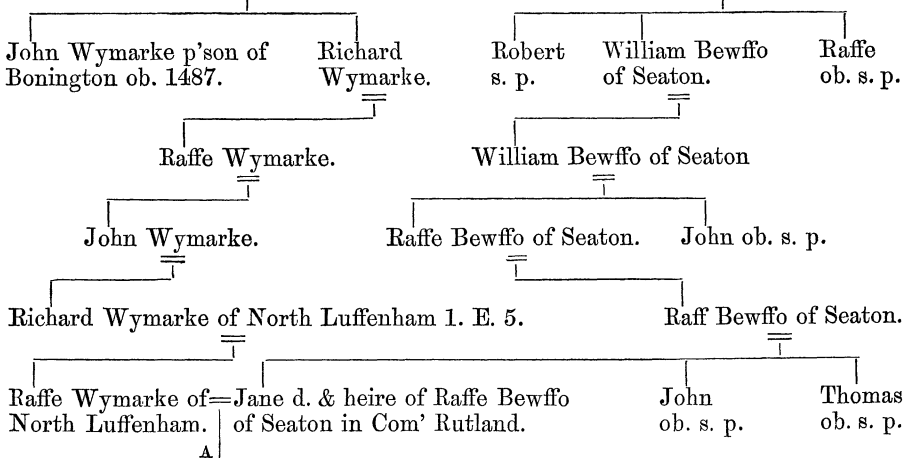 John Wymarke p'son of Richard Robert William Bewffo Raffe
Bonington ob. 1487. Wymarke. s. p. of Seaton. ob. s. p.
Raffe Wymarke. William Bewffo of Seaton
John Wymarke. Raffe Bewffo of Seaton. John ob. s. p.
Richard Wymarke of North Luffenham 1. E. 5. Raff Bewffo of Seaton.
Raffe Wymarke of=Jane d. & heire of Raffe Bewffo John Thomas
North Luffenham. of Seaton in Com' Rutland. ob. s. p. ob. s. p.
A